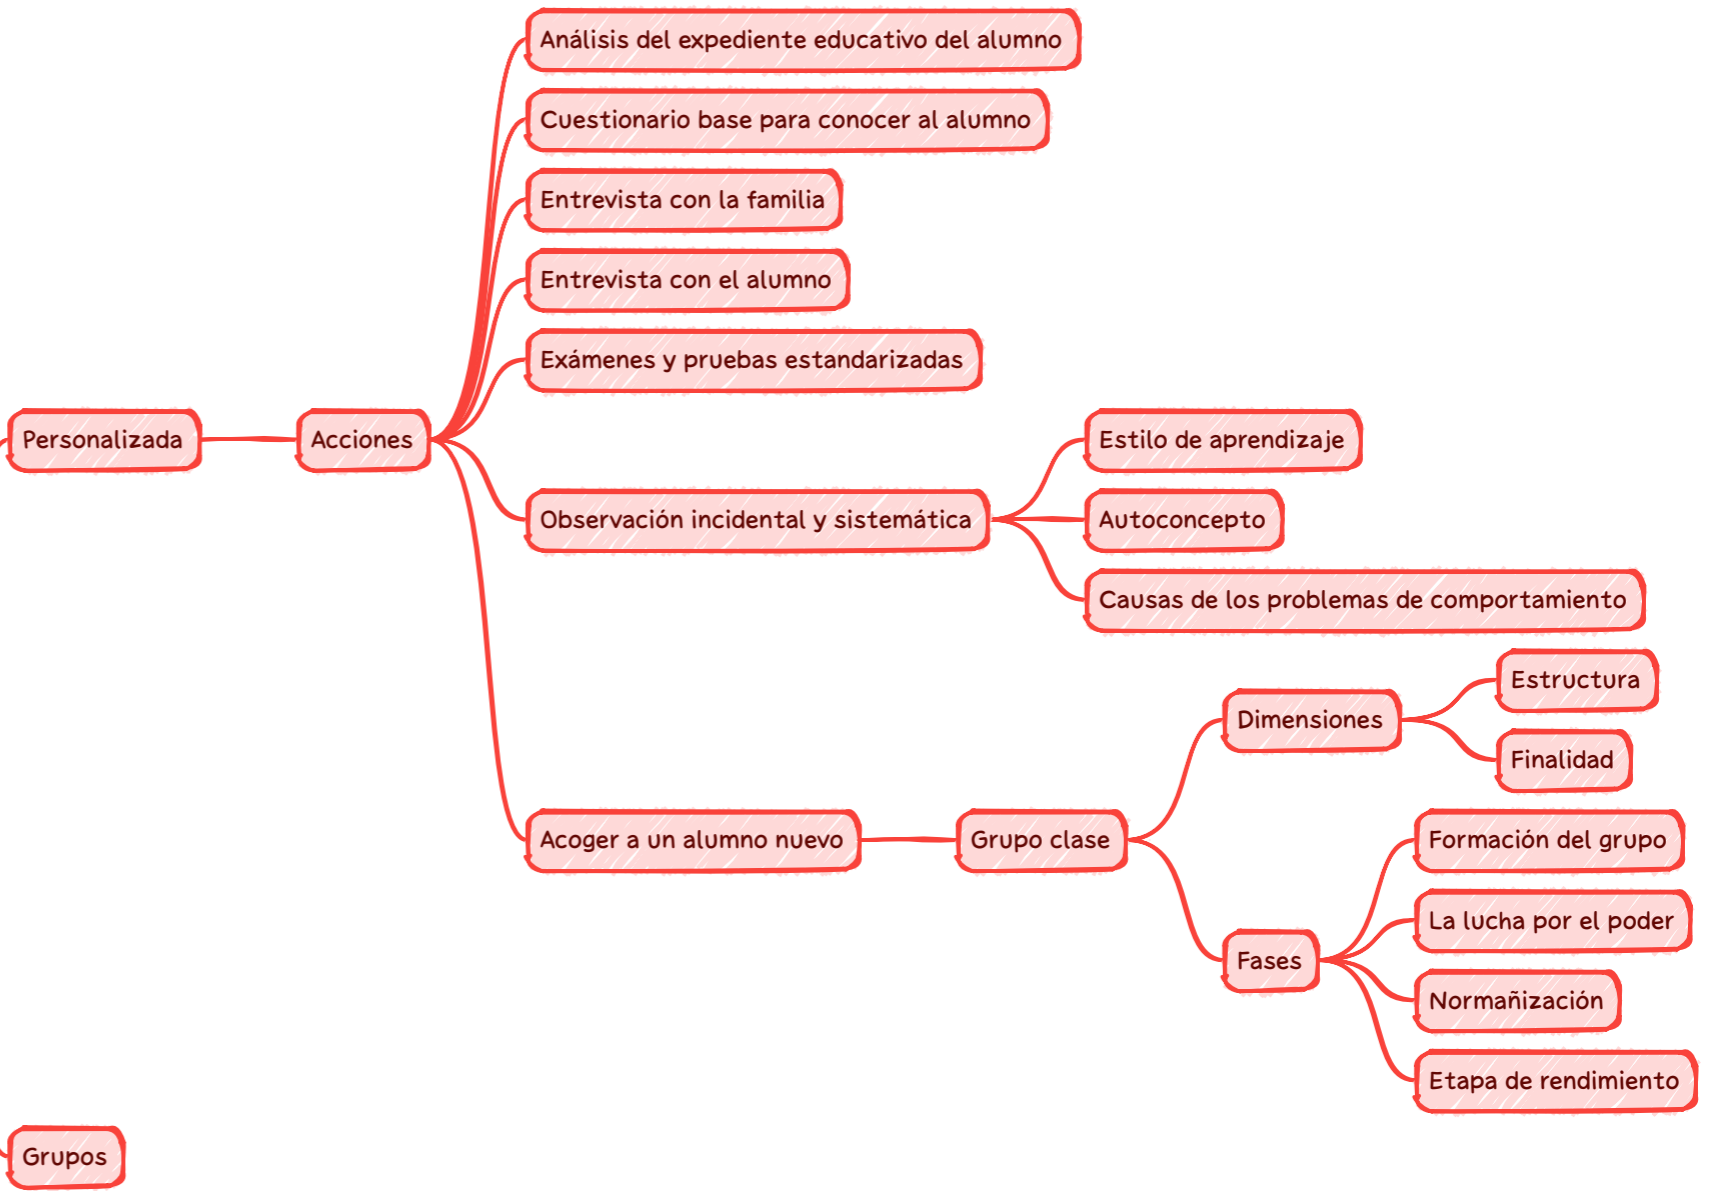 Análisis del expediente educativo del alumno
Cuestionario base para conocer al alumno
Entrevista con la familia
Entrevista con el alumno
Exámenes y pruebas estandarizadas
Personalizada
Acciones
Estilo de aprendizaje
Observación incidental y sistemática
Autoconcepto
Causas de los problemas de comportamiento
Estructura
Dimensiones
Finalidad
Acoger a un alumno nuevo
Grupo clase
Formación del grupo
La lucha por el poder
Fases
Normañización
Etapa de rendimiento
Grupos